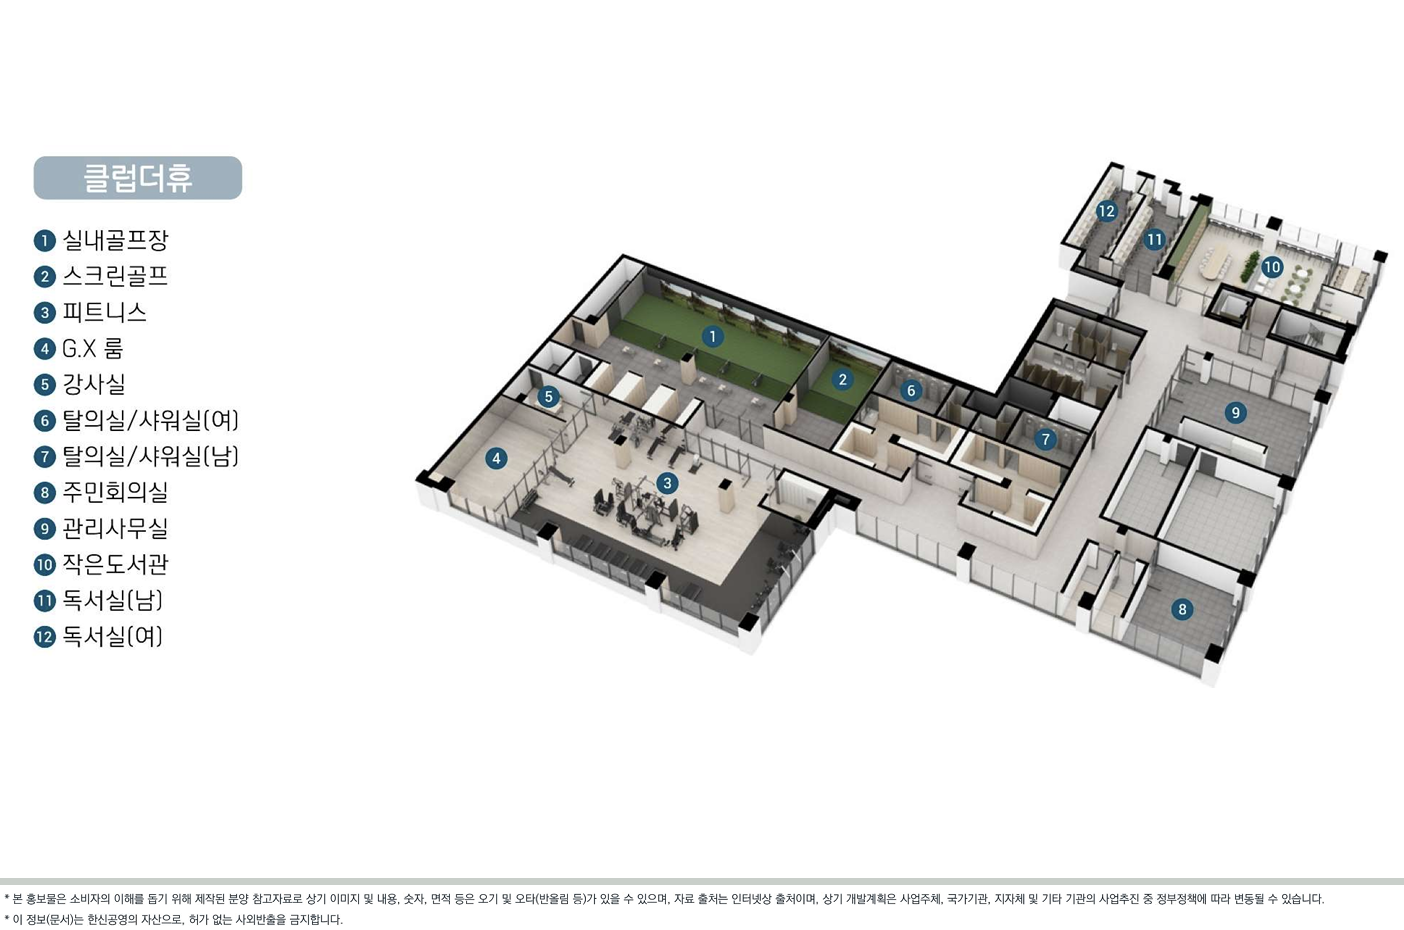 클럽더휴
1 실내골프장
2 스크린골프
3 피트니스
4 G.X 룸
5 강사실
6 탈의실/샤워실(여)
7 탈의실/샤워실(남)
8 주민회의실
9 관리사무실
10 작은도서관
11 독서실(남)
12 독서실(여)
12
11
10
1
2
6
5
9
7
4
3
8
* 본 홍보물은 소비자의 이해를 돕기 위해 제작된 분양 참고자료로 상기 이미지 및 내용, 숫자, 면적 등은 오기 및 오타(반올림 등)가 있을 수 있으며, 자료 출처는 인터넷상 출처이며, 상기 개발계획은 사업주체, 국가기관, 지자체 및 기타 기관의 사업추진 중 정부정책에 따라 변동될 수 있습니다.
* 이 정보(문서)는 한신공영의 자산으로, 허가 없는 사외반출을 금지합니다.